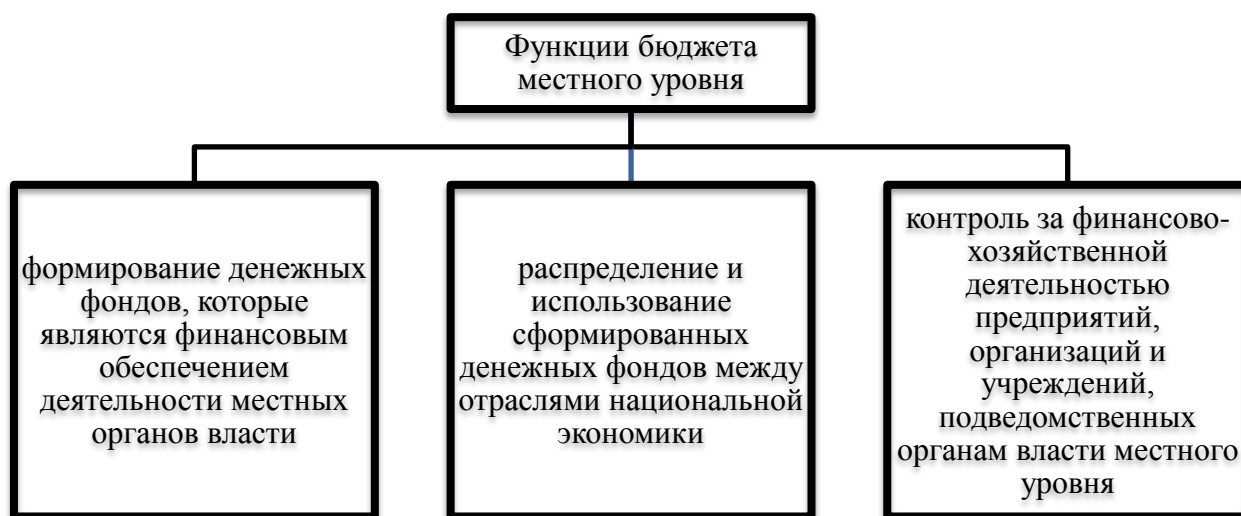 Функции бюджета
местного уровня
формирование денежных
фондов, которые
являются финансовым
обеспечением
деятельности местных
органов власти
распределение и
использование
сформированных
денежных фондов между
отраслями национальной
экономики
контроль за финансово-
хозяйственной
деятельностью
предприятий,
организаций и
учреждений,
подведомственных
органам власти местного
уровня